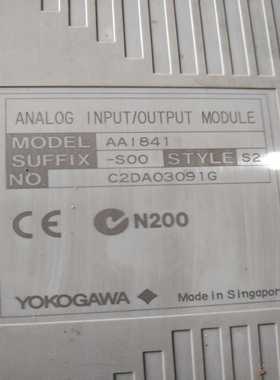 ANALOG INPUT/OUTPUT MODULE
MODEL AAI841
SUFFIX -S00 STYLE S2
NO. C2DA03091G
CE N200
YOKOGAWA Made in Singapor